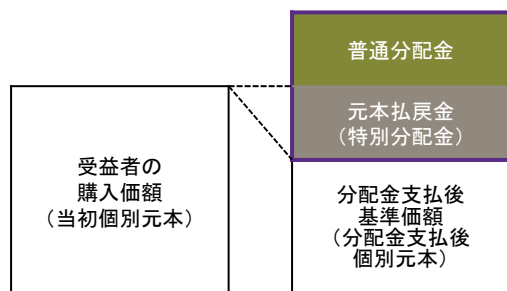 普通分配金
元本払戻金
（特別分配金）
受益者の
購入価額
（当初個別元本）
分配金支払後
基準価額
（分配金支払後
個別元本）